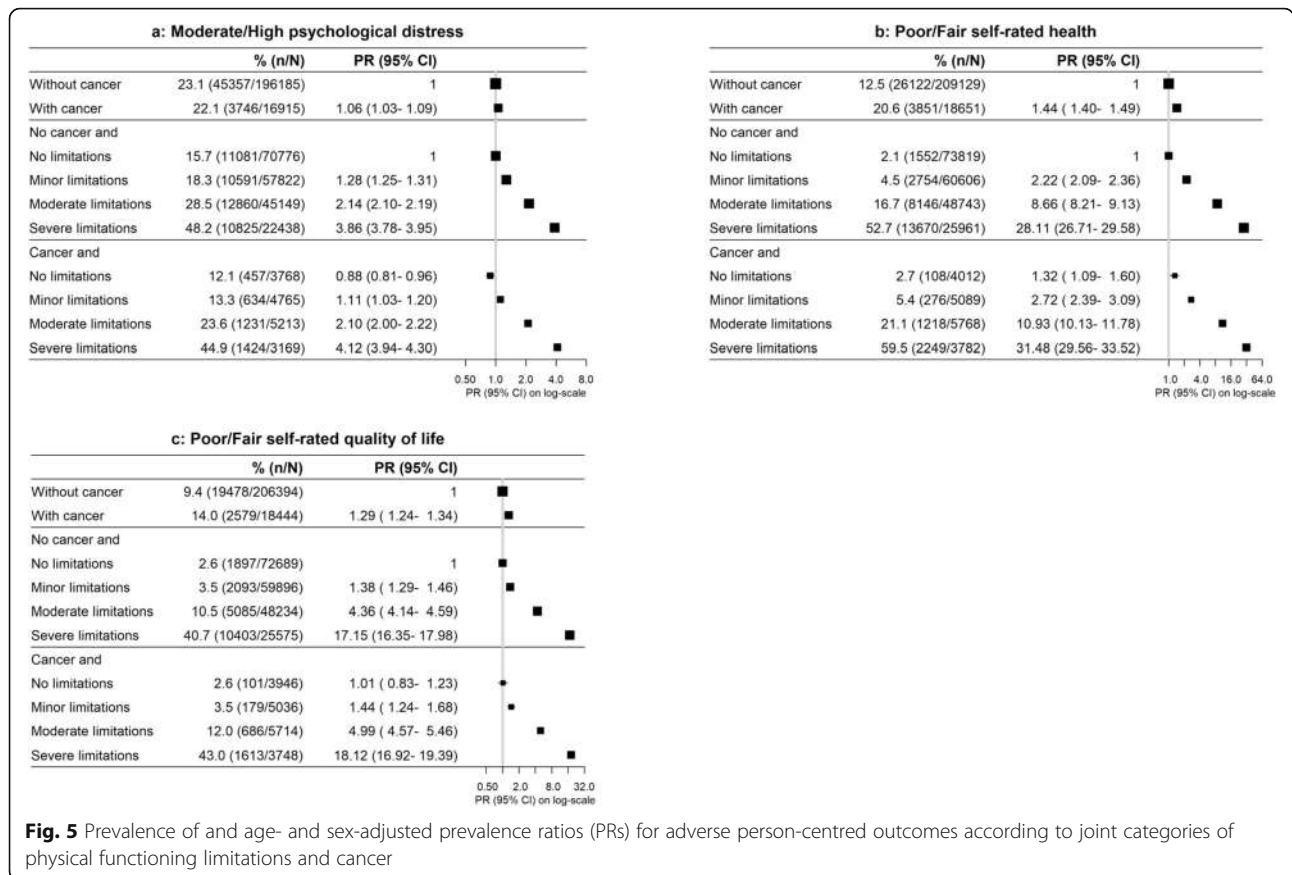 a: Moderate/High psychological distress
% (n/N) PR (95% CI)
Without cancer 23.1 (45357/196185) 1
With cancer 22.1 (3746/16915) 1.06 (1.03- 1.09)
No cancer and
No limitations 15.7 (11081/70776) 1
Minor limitations 18.3 (10591/57822) 1.28 (1.25- 1.31)
Moderate limitations 28.5 (12860/45149) 2.14 (2.10- 2.19)
Severe limitations 48.2 (10825/22438) 3.86 (3.78- 3.95)
Cancer and
No limitations 12.1 (457/3768) 0.88 (0.81- 0.96)
Minor limitations 13.3 (634/4765) 1.11 (1.03- 1.20)
Moderate limitations 23.6 (1231/5213) 2.10 (2.00- 2.22)
Severe limitations 44.9 (1424/3169) 4.12 (3.94- 4.30)
0.50 1.0 2.0 4.0 8.0
PR (95% CI) on log-scale
b: Poor/Fair self-rated health
% (n/N) PR (95% CI)
Without cancer 12.5 (26122/209129) 1
With cancer 20.6 (3851/18651) 1.44 ( 1.40- 1.49)
No cancer and
No limitations 2.1 (1552/73819) 1
Minor limitations 4.5 (2754/60606) 2.22 ( 2.09- 2.36)
Moderate limitations 16.7 (8146/48743) 8.66 ( 8.21- 9.13)
Severe limitations 52.7 (13670/25961) 28.11 (26.71- 29.58)
Cancer and
No limitations 2.7 (108/4012) 1.32 ( 1.09- 1.60)
Minor limitations 5.4 (276/5089) 2.72 ( 2.39- 3.09)
Moderate limitations 21.1 (1218/5768) 10.93 (10.13- 11.78)
Severe limitations 59.5 (2249/3782) 31.48 (29.56- 33.52)
1.0 4.0 16.0 64.0
PR (95% CI) on log-scale
c: Poor/Fair self-rated quality of life
% (n/N) PR (95% CI)
Without cancer 9.4 (19478/206394) 1
With cancer 14.0 (2579/18444) 1.29 ( 1.24- 1.34)
No cancer and
No limitations 2.6 (1897/72689) 1
Minor limitations 3.5 (2093/59896) 1.38 ( 1.29- 1.46)
Moderate limitations 10.5 (5085/48234) 4.36 ( 4.14- 4.59)
Severe limitations 40.7 (10403/25575) 17.15 (16.35- 17.98)
Cancer and
No limitations 2.6 (101/3946) 1.01 ( 0.83- 1.23)
Minor limitations 3.5 (179/5036) 1.44 ( 1.24- 1.68)
Moderate limitations 12.0 (686/5714) 4.99 ( 4.57- 5.46)
Severe limitations 43.0 (1613/3748) 18.12 (16.92- 19.39)
0.50 2.0 8.0 32.0
PR (95% CI) on log-scale
Fig. 5 Prevalence of and age- and sex-adjusted prevalence ratios (PRs) for adverse person-centred outcomes according to joint categories of
physical functioning limitations and cancer